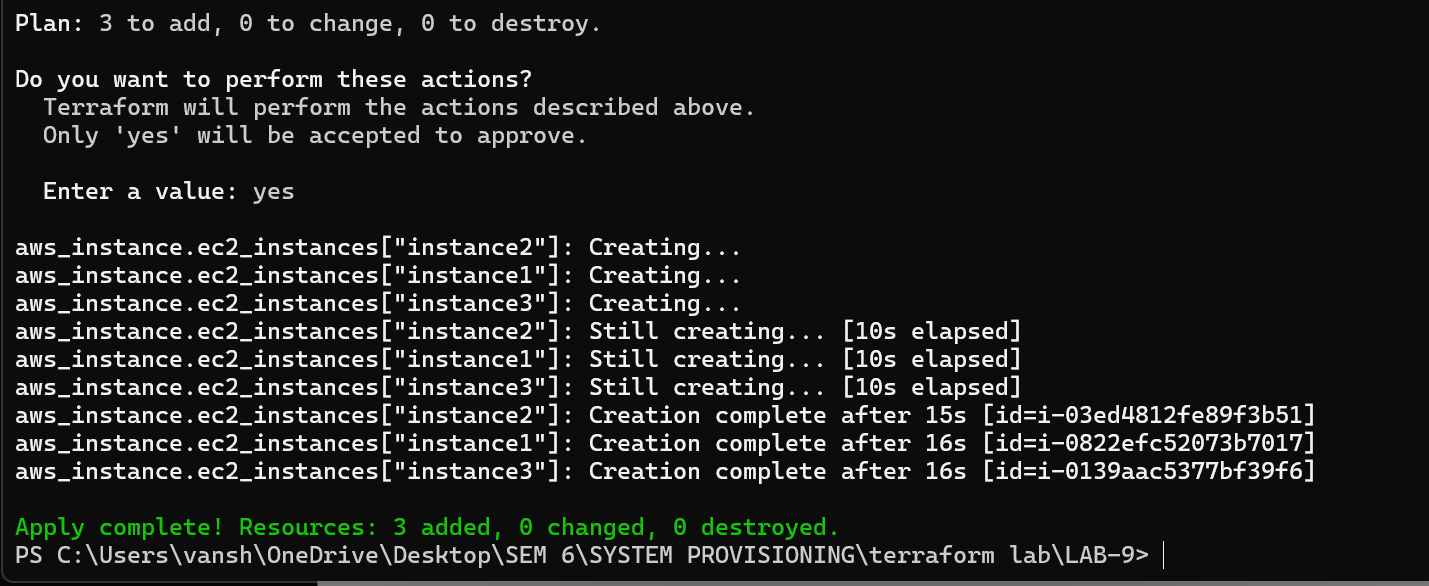 Plan: 3 to add, 0 to change, 0 to destroy.
Do you want to perform these actions?
Terraform will perform the actions described above.
Only 'yes' will be accepted to approve.
Enter a value: yes
aws_instance.ec2_instances["instance2"]: Creating...
aws_instance.ec2_instances["instance1"]: Creating...
aws_instance.ec2_instances["instance3"]: Creating...
aws_instance.ec2_instances["instance2"]: Still creating... [10s elapsed]
aws_instance.ec2_instances["instance1"]: Still creating... [10s elapsed]
aws_instance.ec2_instances["instance3"]: Still creating... [10s elapsed]
aws_instance.ec2_instances["instance2"]: Creation complete after 15s [id=i-03ed4812fe89f3b51]
aws_instance.ec2_instances["instance1"]: Creation complete after 16s [id=i-0822efc52073b7017]
aws_instance.ec2_instances["instance3"]: Creation complete after 16s [id=i-0139aac5377bf39f6]
Apply complete! Resources: 3 added, 0 changed, 0 destroyed.
PS C:\Users\vansh\OneDrive\Desktop\SEM 6\SYSTEM PROVISIONING\terraform lab\LAB-9>